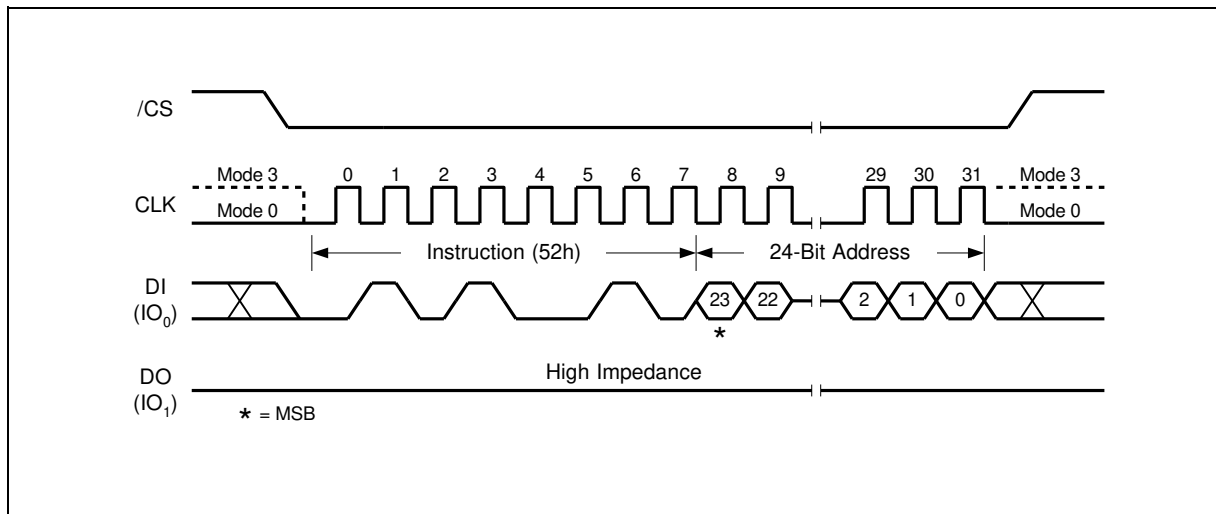 /CS
Mode 3
0 1 2 3 4 5 6 7 8 9 29 30 31
Mode 3
CLK
Mode 0
Mode 0
Instruction (52h)
24-Bit Address
DI
(IO₀)
23 22 2 1 0
*
High Impedance
DO
(IO₁)
* = MSB